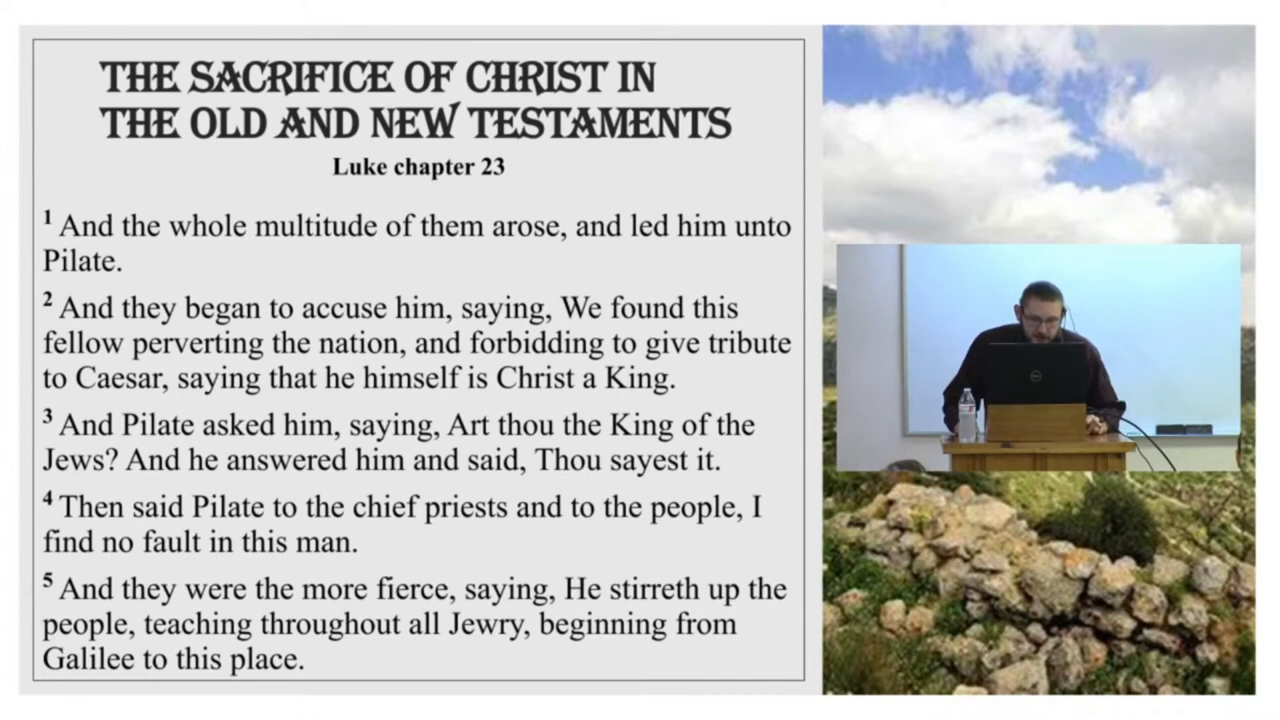 THE SACRIFICE OF CHRIST IN
THE OLD AND NEW TESTAMENTS
Luke chapter 23
1 And the whole multitude of them arose, and led him unto
Pilate.
2 And they began to accuse him, saying, We found this
fellow perverting the nation, and forbidding to give tribute
to Caesar, saying that he himself is Christ a King.
3 And Pilate asked him, saying, Art thou the King of the
Jews? And he answered him and said, Thou sayest it.
4 Then said Pilate to the chief priests and to the people, I
find no fault in this man.
5 And they were the more fierce, saying, He stirreth up the
people, teaching throughout all Jewry, beginning from
Galilee to this place.